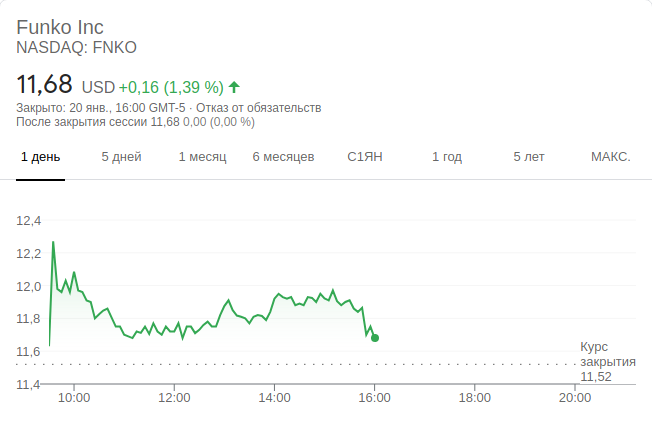 Funko Inc
NASDAQ: FNKO
11,68 USD +0,16 (1,39 %)
Закрыто: 20 янв., 16:00 GMT-5 · Отказ от обязательств
После закрытия сессии 11,68 0,00 (0,00 %)
1 день 5 дней 1 месяц 6 месяцев С1ЯН 1 год 5 лет МАКС.
12,4
12,2
12,0
11,8
11,6
Курс
закрытия
11,52
11,4
10:00 12:00 14:00 16:00 18:00 20:00